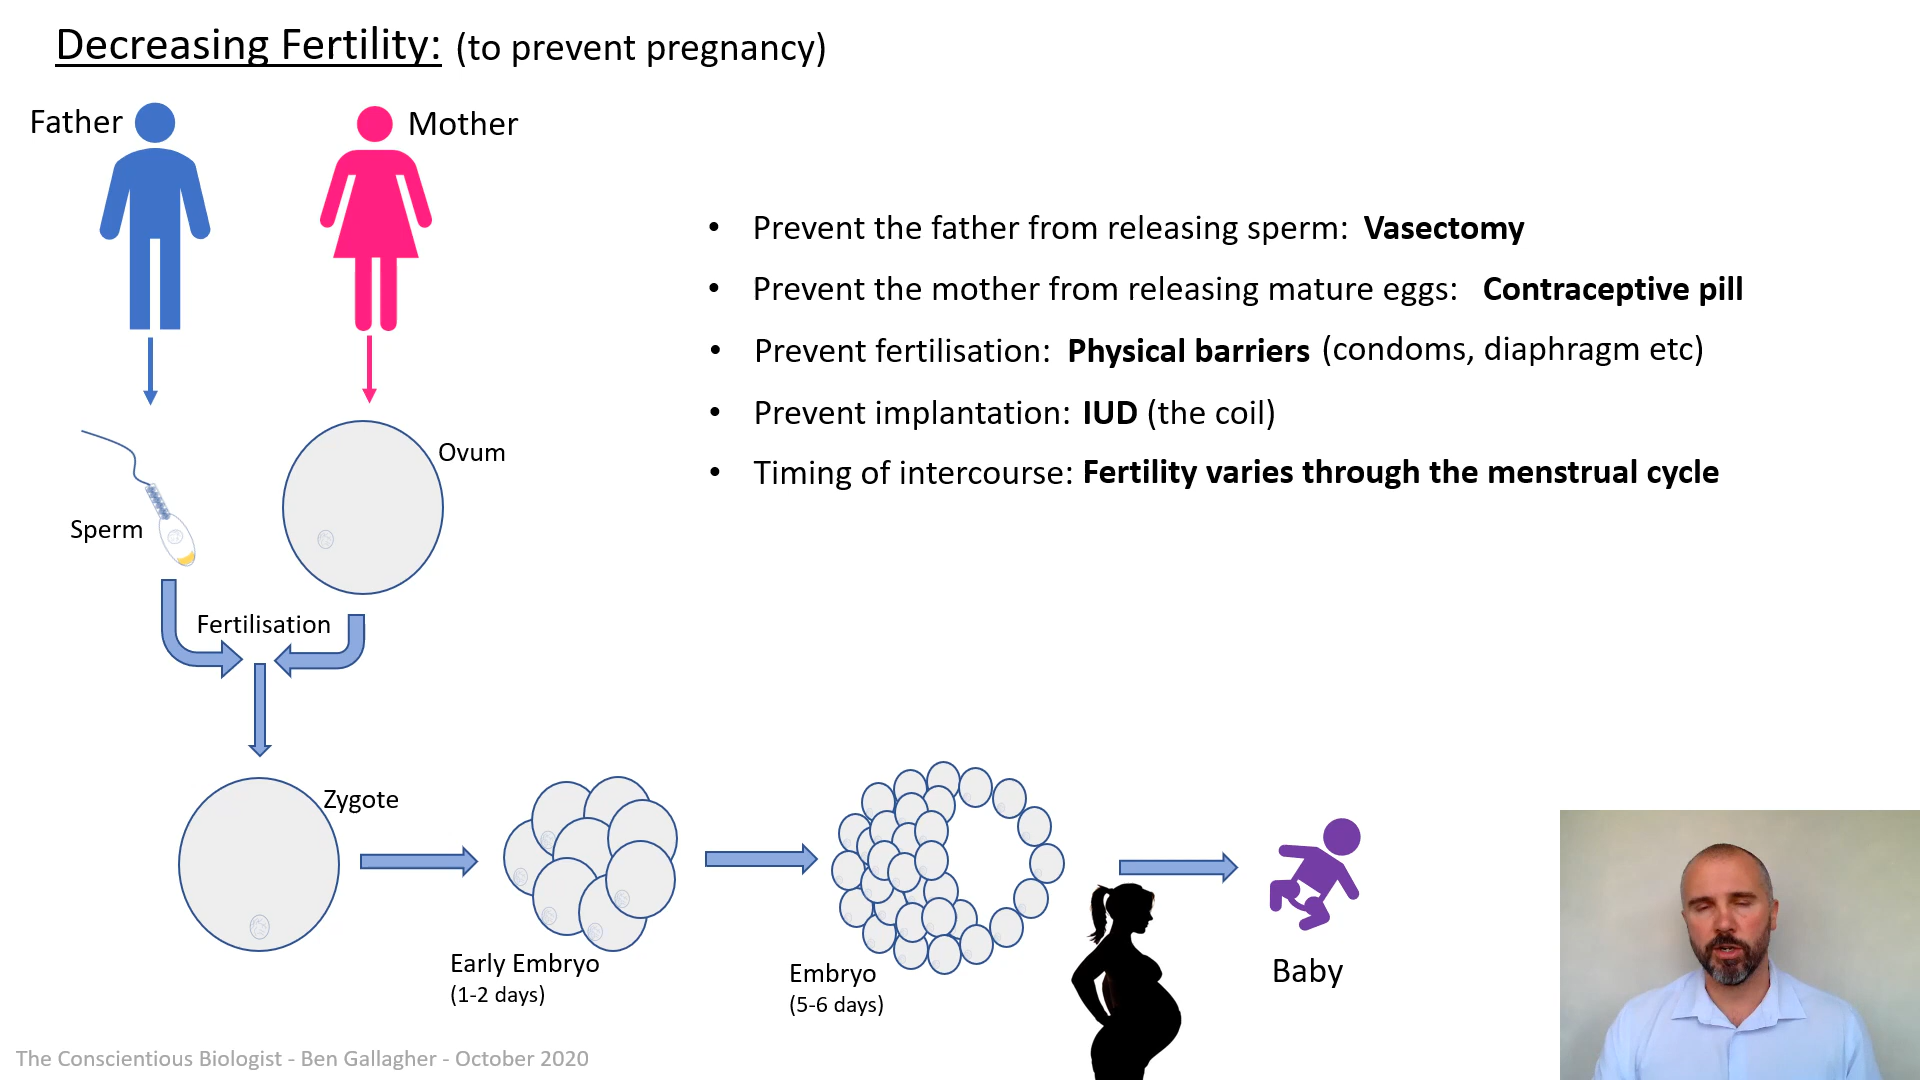 Decreasing Fertility: (to prevent pregnancy)
Father
Mother
• Prevent the father from releasing sperm: Vasectomy
• Prevent the mother from releasing mature eggs: Contraceptive pill
• Prevent fertilisation: Physical barriers (condoms, diaphragm etc)
• Prevent implantation: IUD (the coil)
• Timing of intercourse: Fertility varies through the menstrual cycle
Ovum
Sperm
Fertilisation
Zygote
Early Embryo
(1-2 days)
Embryo
(5-6 days)
Baby
The Conscientious Biologist - Ben Gallagher - October 2020